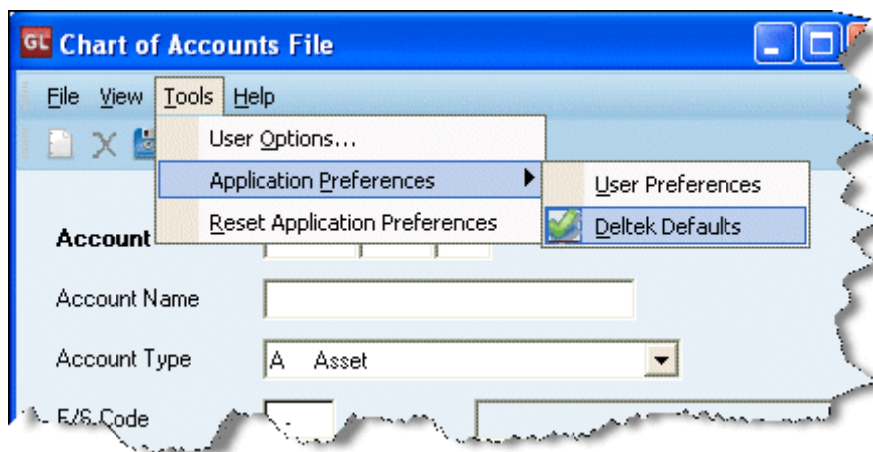 GL Chart of Accounts File
File View Tools Help
User Options...
Application Preferences
User Preferences
Reset Application Preferences
Deltek Defaults
Account
Account Name
Account Type
A Asset
F/S Code
-